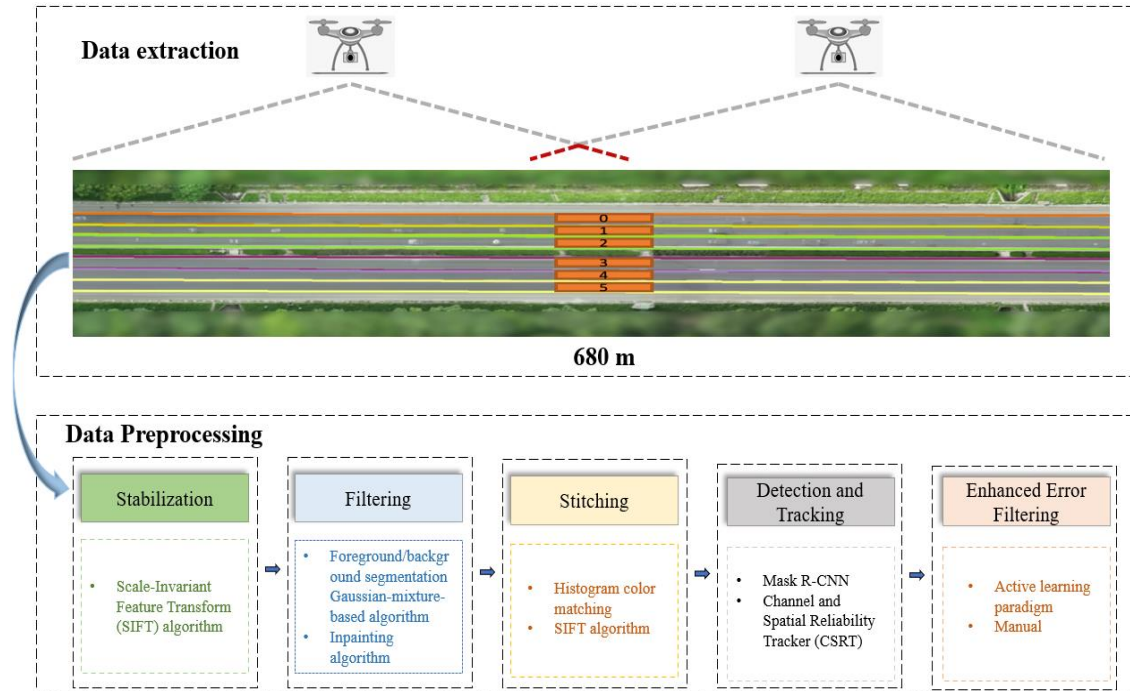 Data extraction
0
1
2
3
4
5
680 m
Data Preprocessing
Stabilization
Scale-Invariant
Feature Transform
(SIFT) algorithm
Filtering
Foreground/backgr
ound segmentation
Gaussian-mixture-
based algorithm
Inpainting
algorithm
Stitching
Histogram color
matching
SIFT algorithm
Detection and
Tracking
Mask R-CNN
Channel and
Spatial Reliability
Tracker (CSRT)
Enhanced Error
Filtering
Active learning
paradigm
Manual